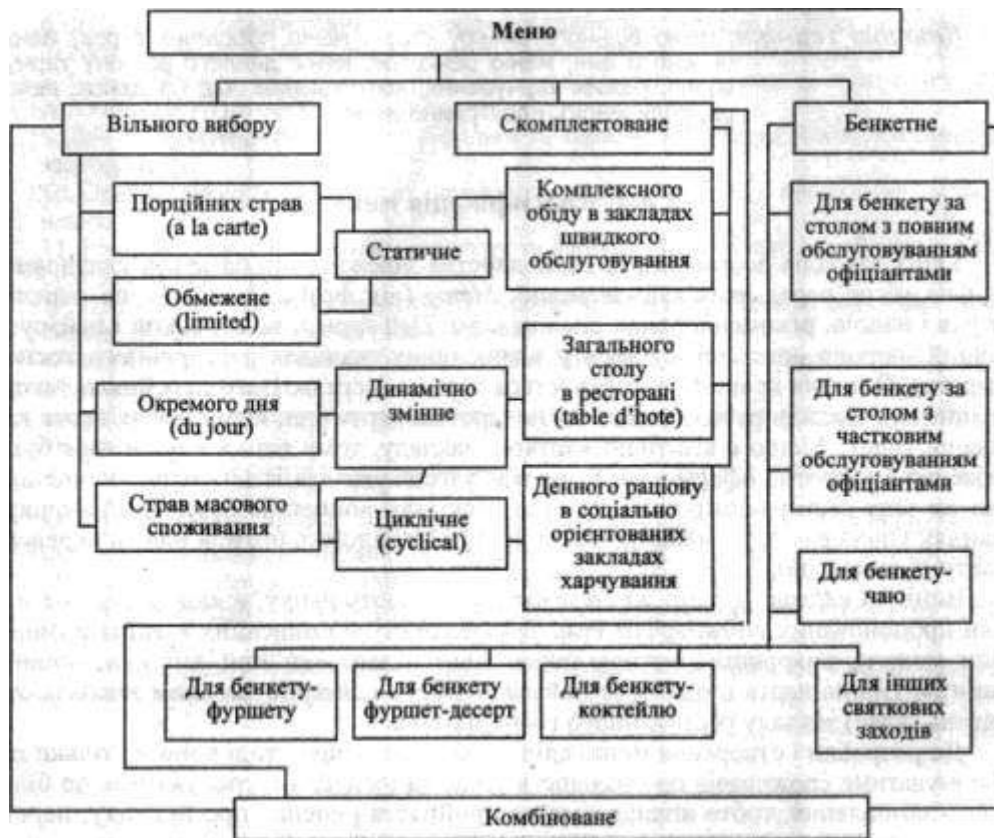 Меню
Вільного вибору
Скомплектоване
Бенкетне
Порційних страв
(a la carte)
Статичне
Обмежене
(limited)
Окремого дня
(du jour)
Динамічно
змінне
Страв масового
споживання
Циклічне
(cyclical)
Комплексного
обіду в закладах
швидкого
обслуговування
Загального
столу
в ресторані
(table d'hote)
Денного раціону
в соціально
орієнтованих
закладах
харчування
Для бенкету за
столом з повним
обслуговуванням
офіціантами
Для бенкету за
столом з
частковим
обслуговуванням
офіціантами
Для бенкету-
чаю
Для бенкету-
фуршету
Для бенкету
фуршет-десерт
Для бенкету-
коктейлю
Для інших
святкових
заходів
Комбіноване